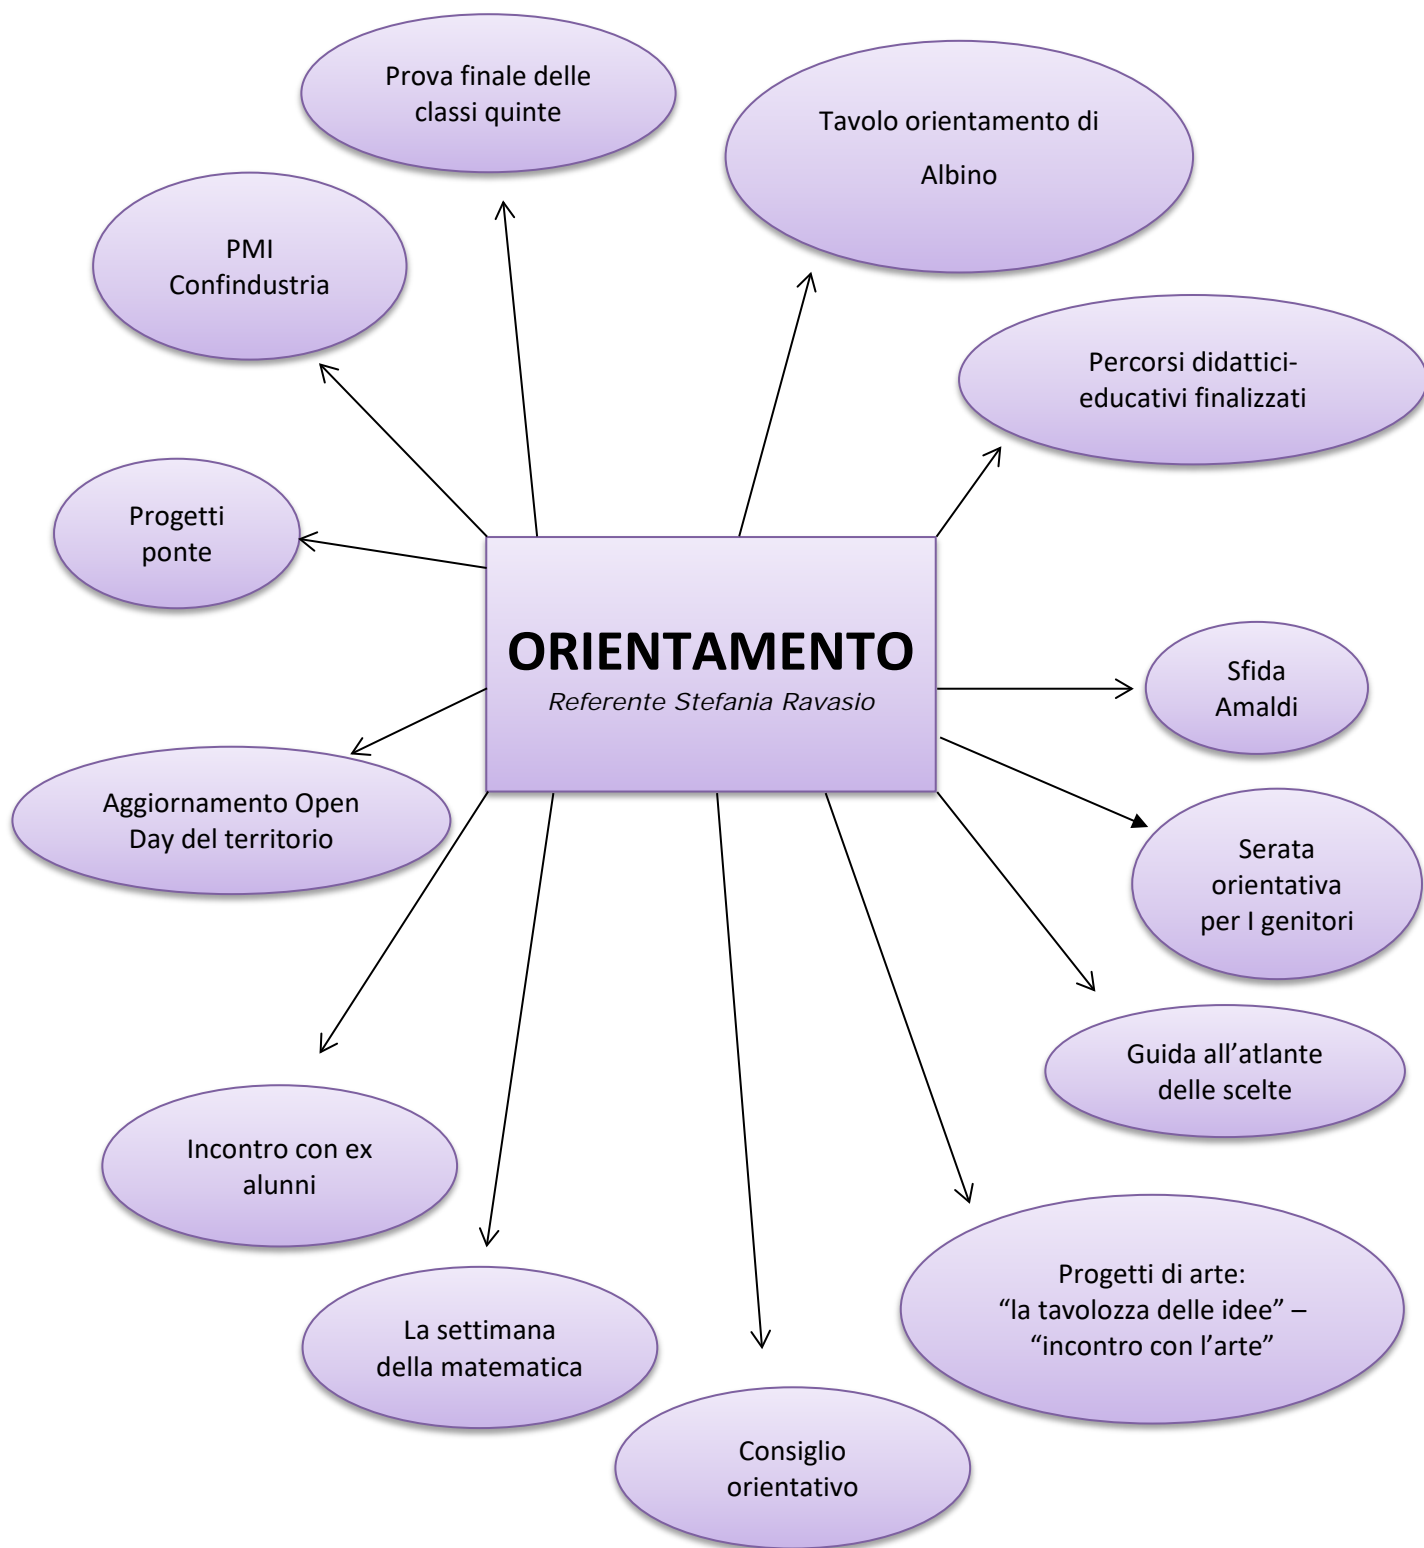 Prova finale delle
classi quinte
Tavolo orientamento di
Albino
PMI
Confindustria
Percorsi didattici-
educativi finalizzati
Progetti
ponte
ORIENTAMENTO
Referente Stefania Ravasio
Sfida
Amaldi
Aggiornamento Open
Day del territorio
Serata
orientativa
per I genitori
Guida all’atlante
delle scelte
Incontro con ex
alunni
Progetti di arte:
“la tavolozza delle idee” –
“incontro con l’arte”
La settimana
della matematica
Consiglio
orientativo